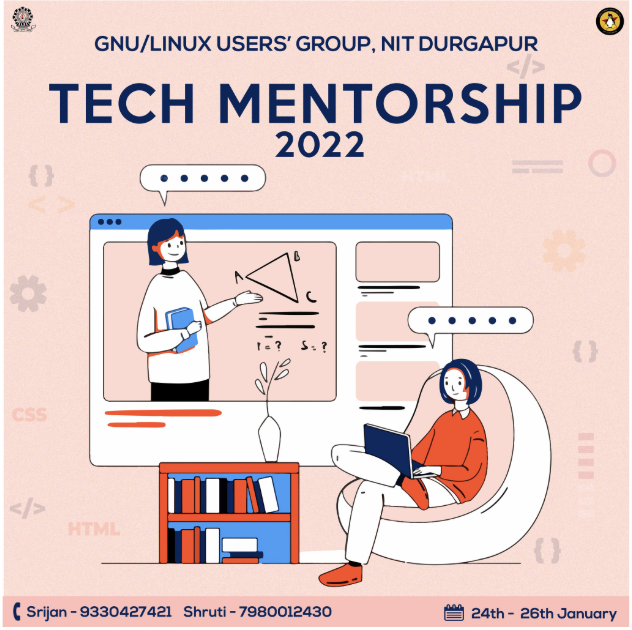 GNU/LINUX USERS' GROUP, NIT DURGAPUR
</>
TECH MENTORSHIP
2022
HTML
{ }
< >
A
B
C
r = ? S = ?
{ }
CSS
</>
HTML
{ }
Srijan - 9330427421 Shruti - 7980012430
24th - 26th January